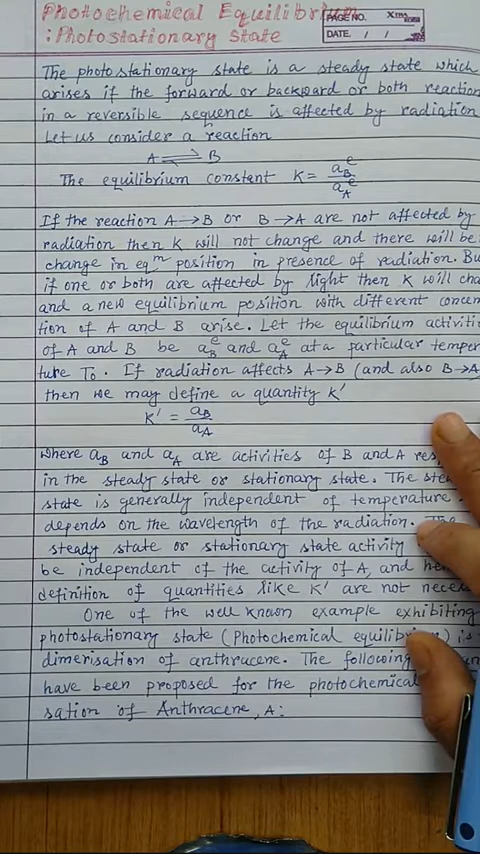 Photochemical Equilibrium
: Photostationary State
PAGE NO.
DATE. / /
The photostationary state is a steady state which
arises if the forward or backward or both reaction
in a reversible sequence is affected by radiation
Let us consider a reaction
A ⇌ B
The equilibrium constant K = a_B^e / a_A^e
If the reaction A → B or B → A are not affected by
radiation then K will not change and there will be
change in eqm position in presence of radiation. Bu
if one or both are affected by light then K will cha
and a new equilibrium position with different concen
tion of A and B arise. Let the equilibrium activiti
of A and B be a_B^e and a_A^e at a particular temper
ture To. If radiation affects A → B (and also B → A
then we may define a quantity K'
K' = a_B / a_A
where a_B and a_A are activities of B and A res
in the steady state or stationary state. The ste
state is generally independent of temperature
depends on the wavelength of the radiation. The
steady state or stationary state activity
be independent of the activity of A, and he
definition of quantities like K' are not nece
One of the well known example exhibiting
photostationary state (Photochemical equilibri is
dimerisation of anthracene. The following
have been proposed for the photochemical
sation of Anthracene, A: